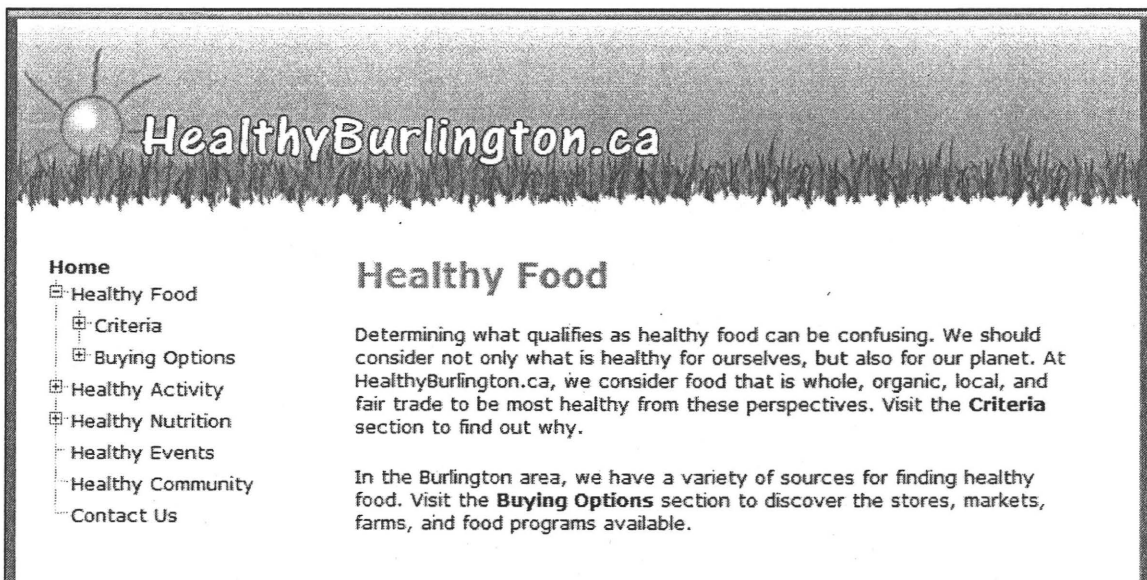 HealthyBurlington.ca
Home
Healthy Food
Criteria
Buying Options
Healthy Activity
Healthy Nutrition
Healthy Events
Healthy Community
Contact Us
Healthy Food
Determining what qualifies as healthy food can be confusing. We should
consider not only what is healthy for ourselves, but also for our planet. At
HealthyBurlington.ca, we consider food that is whole, organic, local, and
fair trade to be most healthy from these perspectives. Visit the Criteria
section to find out why.
In the Burlington area, we have a variety of sources for finding healthy
food. Visit the Buying Options section to discover the stores, markets,
farms, and food programs available.